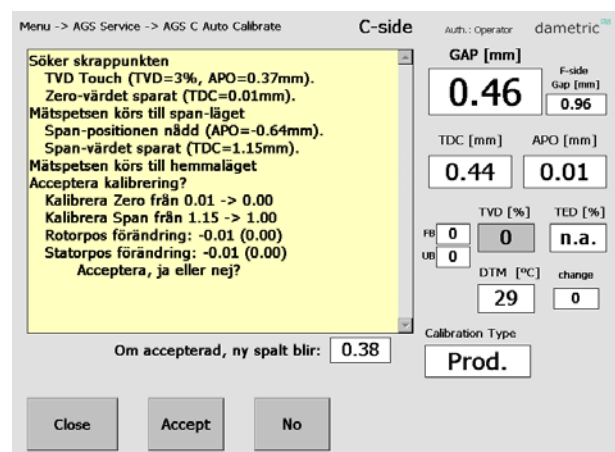 Menu -> AGS Service -> AGS C Auto Calibrate
C-side
Auth.: Operator
dametric
Söker skrappunkten
TVD Touch (TVD=3%, APO=0.37mm).
Zero-värdet sparat (TDC=0.01mm).
Mätspetsen körs till span-läget
Span-positionen nådd (APO=-0.64mm).
Span-värdet sparat (TDC=1.15mm).
Mätspetsen körs till hemmaläget
Acceptera kalibrering?
Kalibrera Zero från 0.01 -> 0.00
Kalibrera Span från 1.15 -> 1.00
Rotorpos förändring: -0.01 (0.00)
Statorpos förändring: -0.01 (0.00)
Acceptera, ja eller nej?
Om accepterad, ny spalt blir: 0.38
Close
Accept
No
GAP [mm]
0.46
F-side
Gap [mm]
0.96
TDC [mm]
0.44
APO [mm]
0.01
TVD [%]
TED [%]
FB 0
UB 0
0
n.a.
DTM [ºC]
29
change
0
Calibration Type
Prod.